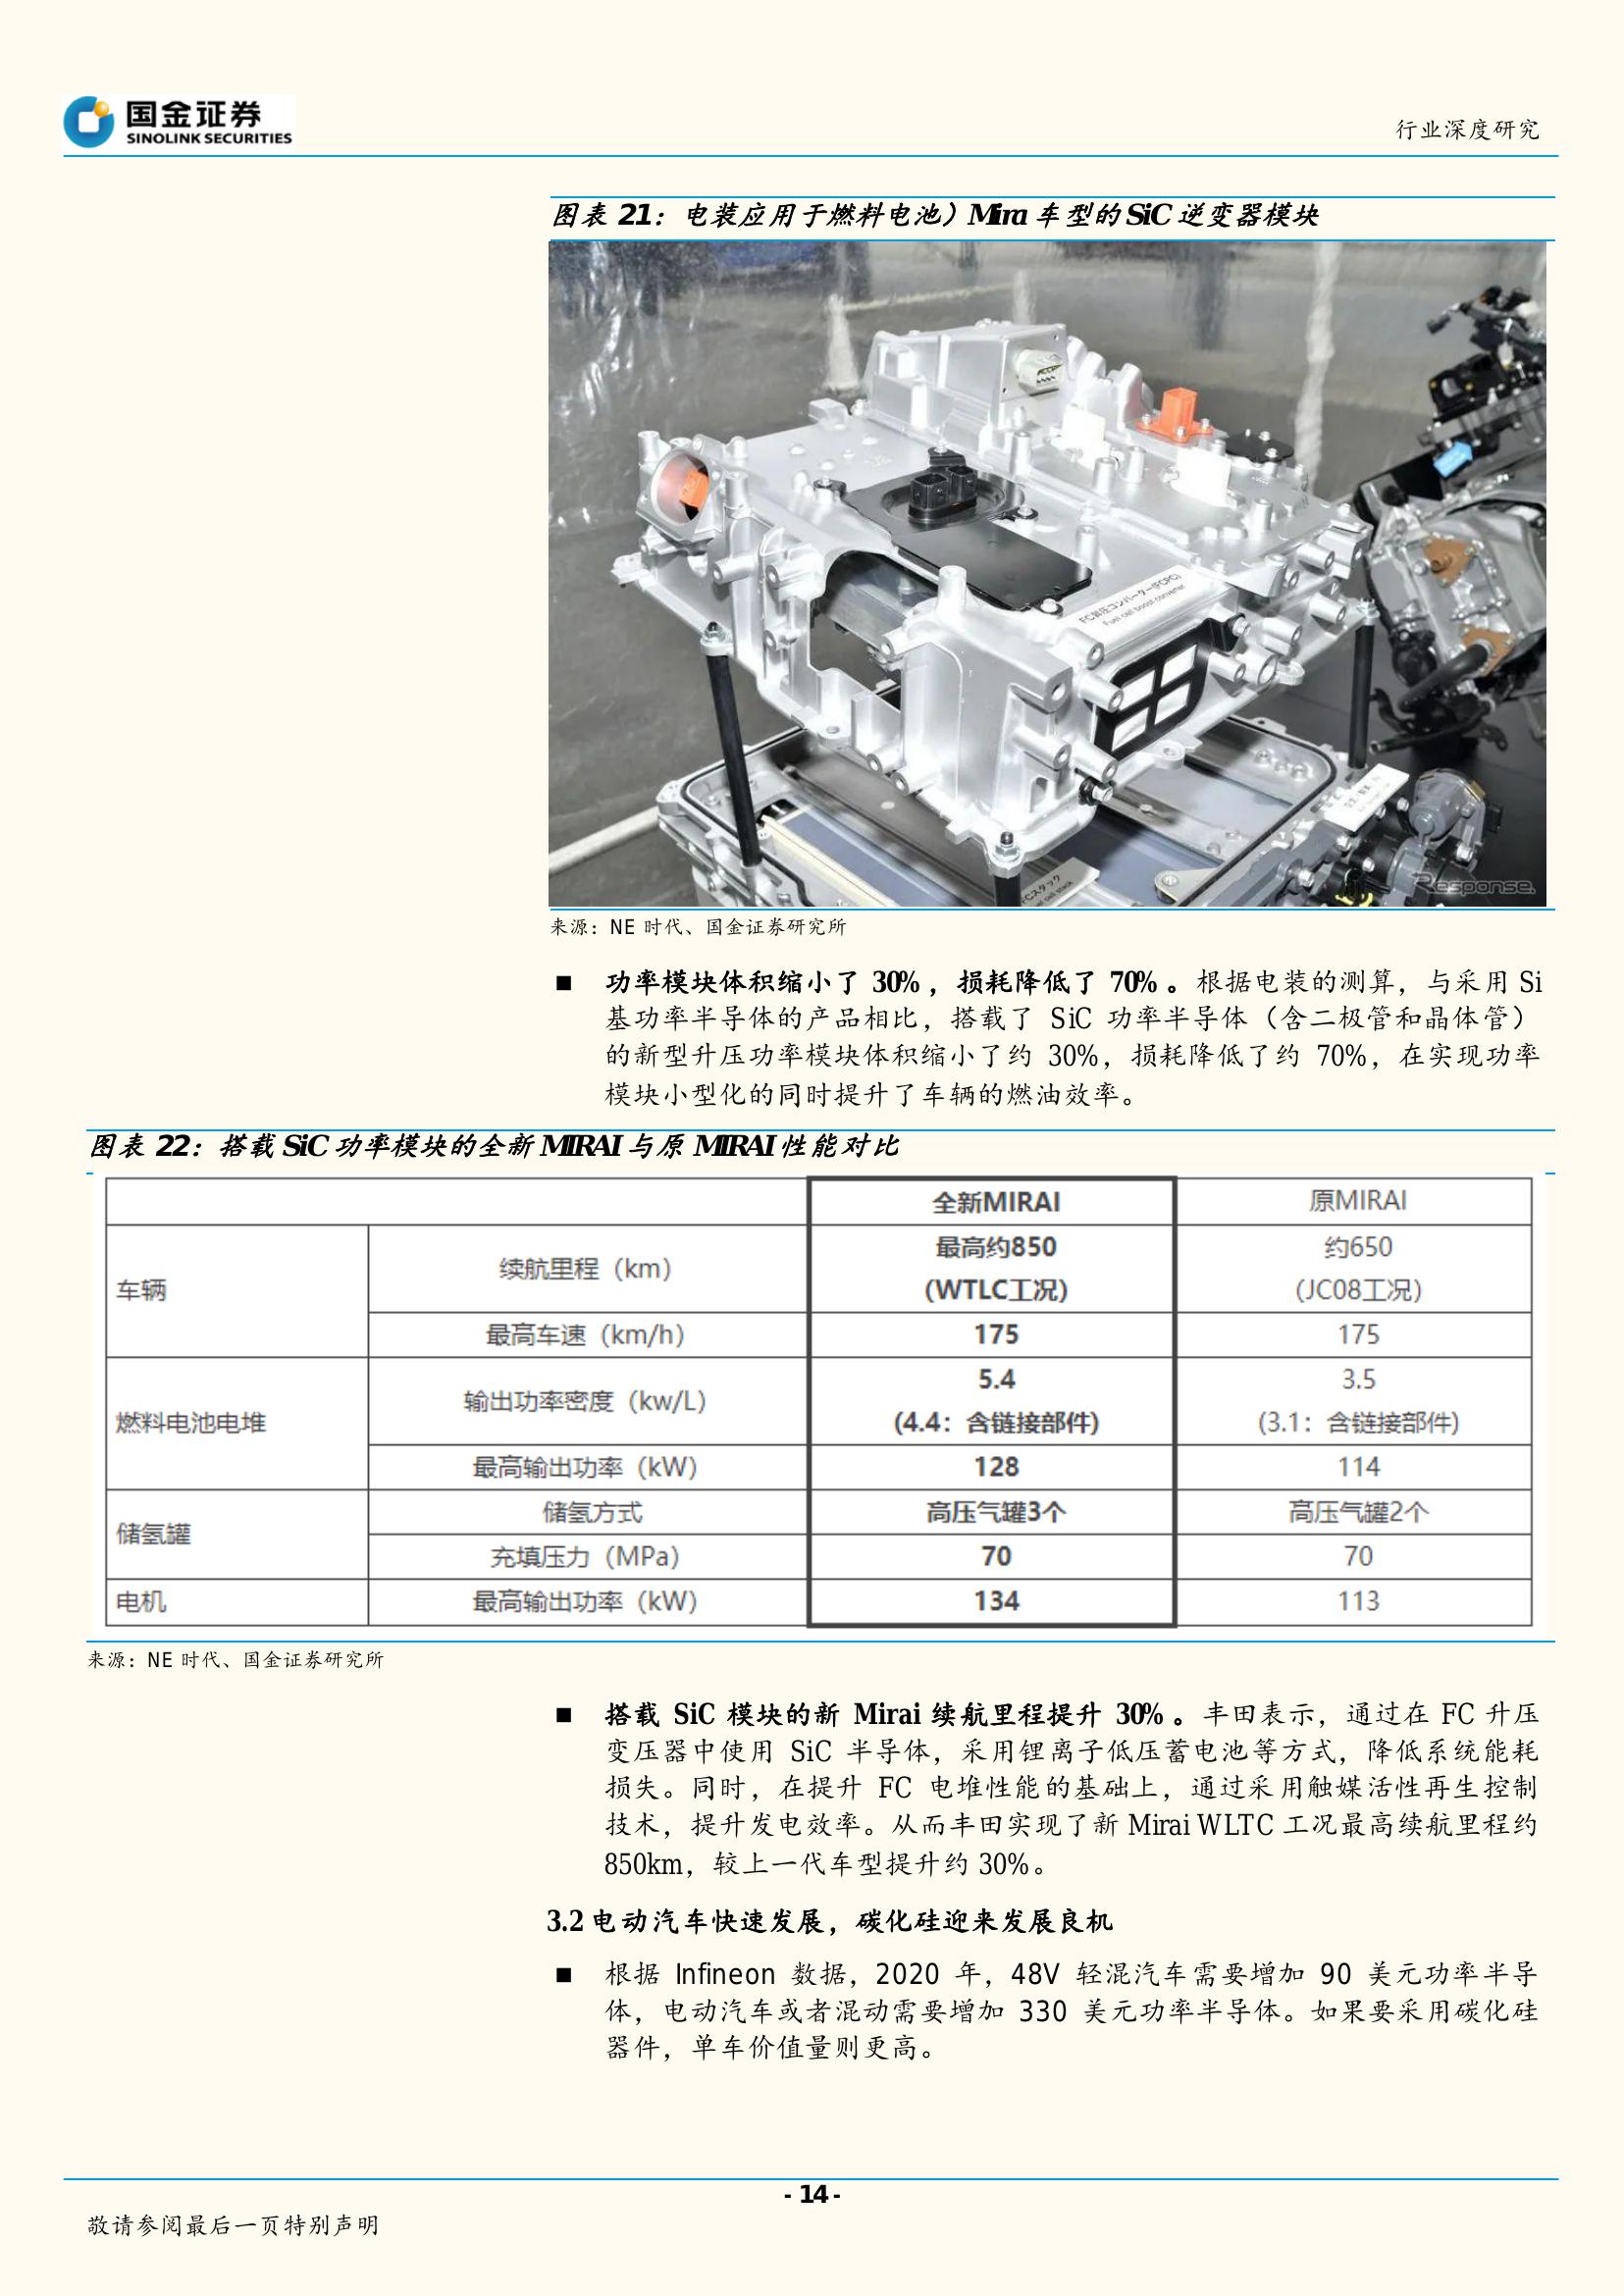 国金证券
SINOLINK SECURITIES
行业深度研究
图表 21：电装应用于燃料电池）Mira 车型的 SiC 逆变器模块
FC昇圧コンバーター(FCPC)
Fuel cell boost converter
FCスタック
Response.
来源：NE 时代、国金证券研究所
■ 功率模块体积缩小了 30%，损耗降低了 70%。根据电装的测算，与采用 Si
基功率半导体的产品相比，搭载了 SiC 功率半导体（含二极管和晶体管）
的新型升压功率模块体积缩小了约 30%，损耗降低了约 70%，在实现功率
模块小型化的同时提升了车辆的燃油效率。
图表 22：搭载 SiC 功率模块的全新 MIRAI 与原 MIRAI 性能对比
全新MIRAI 原MIRAI
车辆 续航里程（km） 最高约850 约650
(WTLC工况) (JC08工况)
最高车速（km/h） 175 175
燃料电池电堆 输出功率密度（kw/L） 5.4 3.5
(4.4：含链接部件) (3.1：含链接部件)
最高输出功率（kW） 128 114
储氢罐 储氢方式 高压气罐3个 高压气罐2个
充填压力（MPa） 70 70
电机 最高输出功率（kW） 134 113
来源：NE 时代、国金证券研究所
■ 搭载 SiC 模块的新 Mirai 续航里程提升 30%。丰田表示，通过在 FC 升压
变压器中使用 SiC 半导体，采用锂离子低压蓄电池等方式，降低系统能耗
损失。同时，在提升 FC 电堆性能的基础上，通过采用触媒活性再生控制
技术，提升发电效率。从而丰田实现了新 Mirai WLTC 工况最高续航里程约
850km，较上一代车型提升约 30%。
3.2 电动汽车快速发展，碳化硅迎来发展良机
■ 根据 Infineon 数据，2020 年，48V 轻混汽车需要增加 90 美元功率半导
体，电动汽车或者混动需要增加 330 美元功率半导体。如果要采用碳化硅
器件，单车价值量则更高。
- 14 -
敬请参阅最后一页特别声明